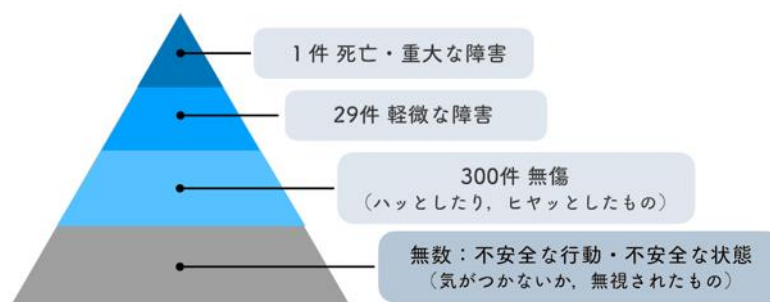 1件 死亡・重大な障害
29件 軽微な障害
300件 無傷
（ハッとしたり，ヒヤッとしたもの）
無数：不安全な行動・不安全な状態
（気がつかないか，無視されたもの）